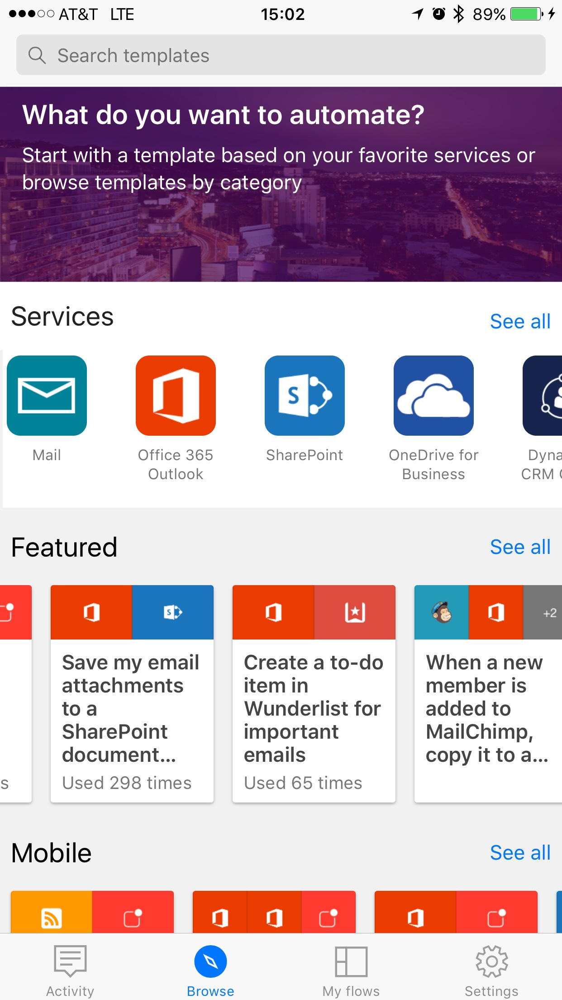 AT&T LTE 15:02 89%
Search templates
What do you want to automate?
Start with a template based on your favorite services or
browse templates by category
Services
See all
Mail
Office 365
Outlook
SharePoint
OneDrive for
Business
Dyna
CRM
Featured
See all
S
+2
s
Save my email
attachments
to a
SharePoint
document...
Used 298 times
Create a to-do
item in
Wunderlist for
important
emails
Used 65 times
When a new
member is
added to
MailChimp,
copy it to a...
Mobile
See all
Activity
Browse
My flows
Settings